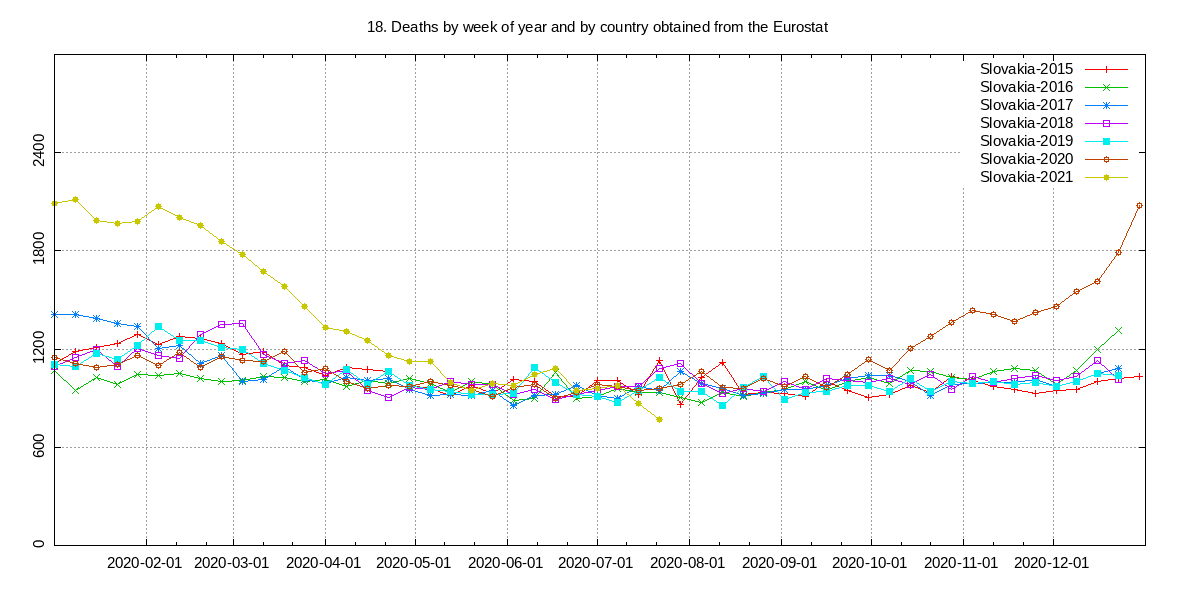 18. Deaths by week of year and by country obtained from the Eurostat
Slovakia-2015
Slovakia-2016
Slovakia-2017
Slovakia-2018
Slovakia-2019
Slovakia-2020
Slovakia-2021
2400
1800
1200
600
0
2020-02-01 2020-03-01 2020-04-01 2020-05-01 2020-06-01 2020-07-01 2020-08-01 2020-09-01 2020-10-01 2020-11-01 2020-12-01